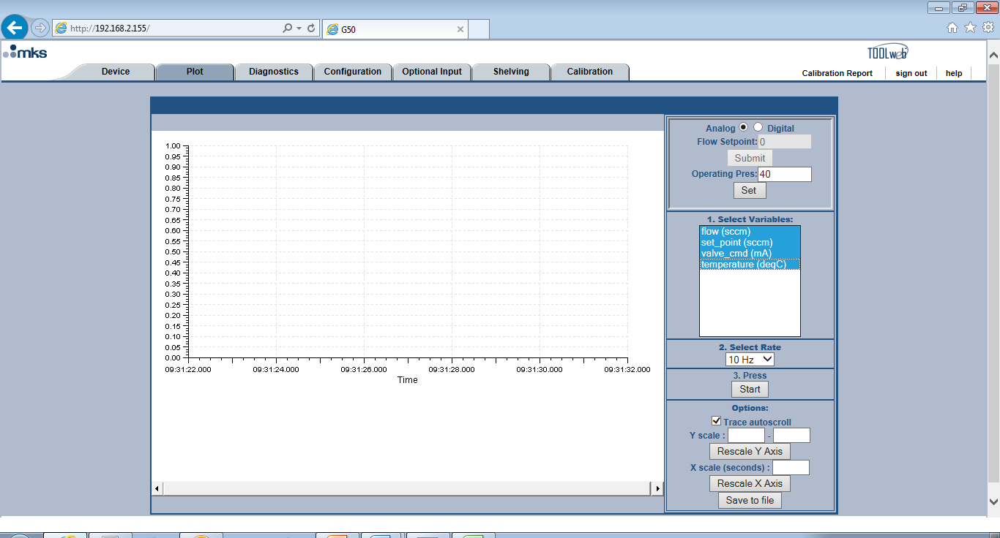 http://192.168.2.155/
G50
mks
TOOLweb
Device
Plot
Diagnostics
Configuration
Optional Input
Shelving
Calibration
Calibration Report
sign out
help
Analog
Digital
Flow Setpoint: 0
Submit
Operating Pres: 40
Set
1. Select Variables:
flow (sccm)
set_point (sccm)
valve_cmd (mA)
temperature (degC)
2. Select Rate
10 Hz
3. Press
Start
Options:
Trace autoscroll
Y scale : -
Rescale Y Axis
X scale (seconds) :
Rescale X Axis
Save to file
1.00
0.95
0.90
0.85
0.80
0.75
0.70
0.65
0.60
0.55
0.50
0.45
0.40
0.35
0.30
0.25
0.20
0.15
0.10
0.05
0.00
09:31:22.000 09:31:24.000 09:31:26.000 09:31:28.000 09:31:30.000 09:31:32.000
Time